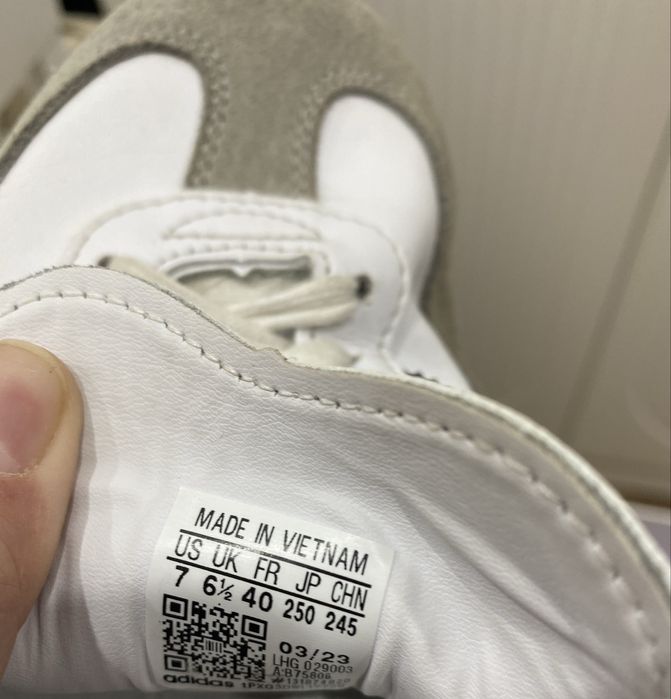 MADE IN VIETNAM
US UK FR JP CHN
7 6½ 40 250 245
03/23
LHG 029003
adidas